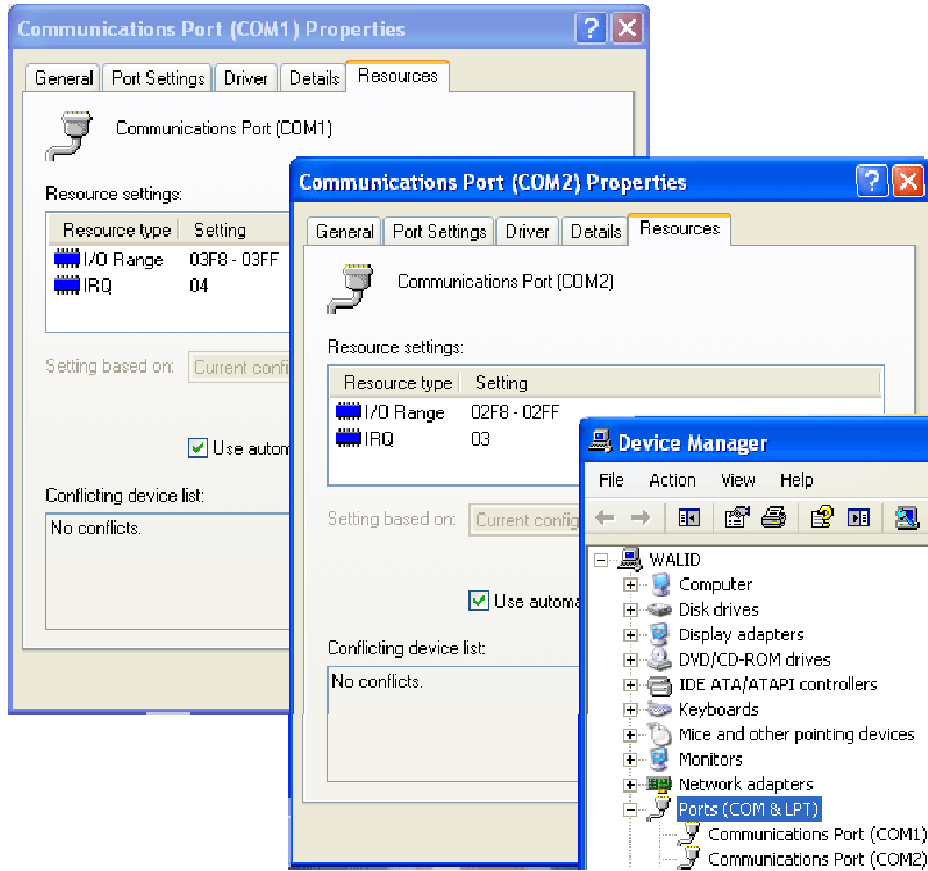 Communications Port (COM1) Properties
General Port Settings Driver Details Resources
Communications Port (COM1)
Resource settings:
Resource type Setting
I/O Range 03F8 - 03FF
IRQ 04
Setting based on: Current confi
Use autom
Conflicting device list:
No conflicts.
Communications Port (COM2) Properties
General Port Settings Driver Details Resources
Communications Port (COM2)
Resource settings:
Resource type Setting
I/O Range 02F8 - 02FF
IRQ 03
Setting based on: Current config
Use automa
Conflicting device list:
No conflicts.
Device Manager
File Action View Help
WALID
Computer
Disk drives
Display adapters
DVD/CD-ROM drives
IDE ATA/ATAPI controllers
Keyboards
Mice and other pointing devices
Monitors
Network adapters
Ports (COM & LPT)
Communications Port (COM1)
Communications Port (COM2)